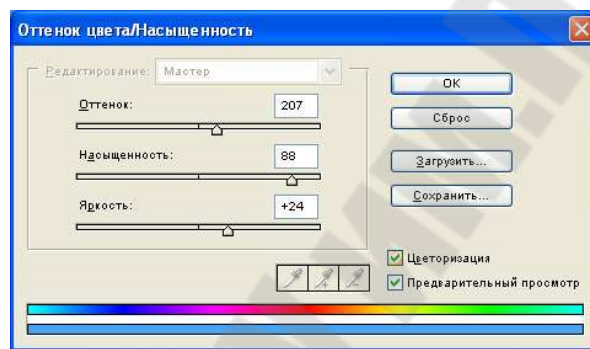 Оттенок цвета/Насыщенность
Редактирование: Мастер
Оттенок: 207
Насыщенность: 88
Яркость: +24
OK
Сброс
Загрузить...
Сохранить...
Цветоризация
Предварительный просмотр